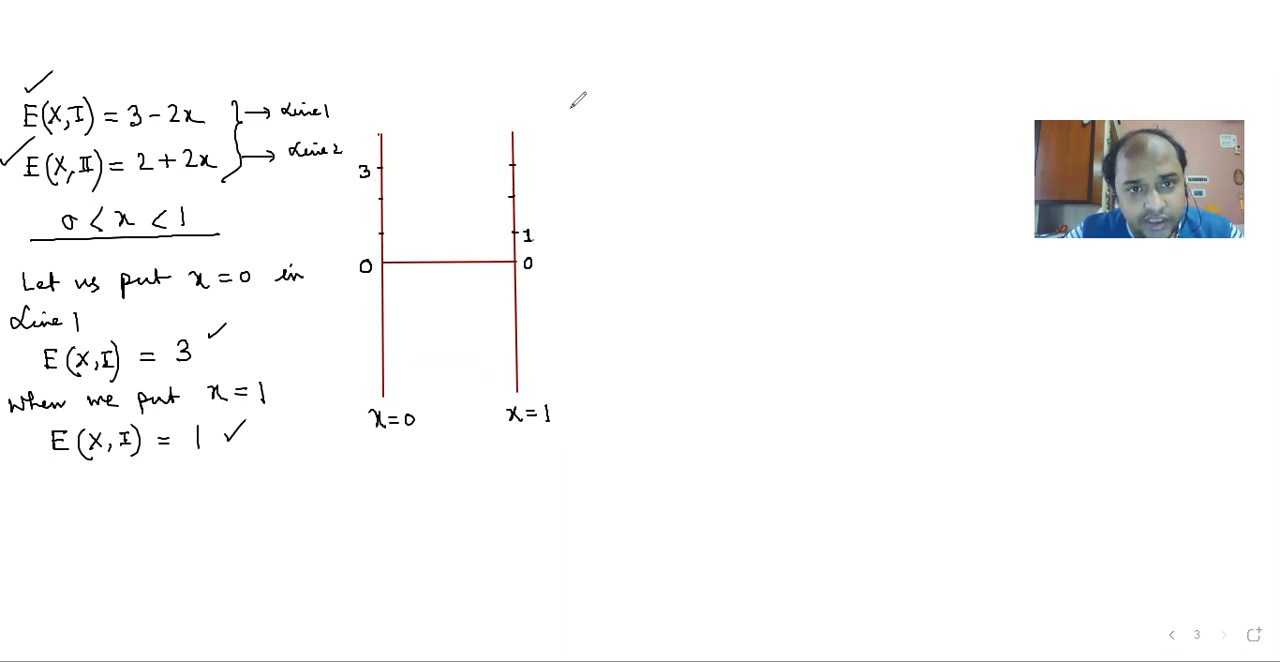 E(X,I) = 3 - 2x → Line 1
E(X,II) = 2 + 2x → Line 2
0 < x < 1
Let us put x = 0 in
Line 1
E(X,I) = 3 ✓
When we put x = 1
E(X,I) = 1 ✓
3
1
0
0
x=0
x=1
3